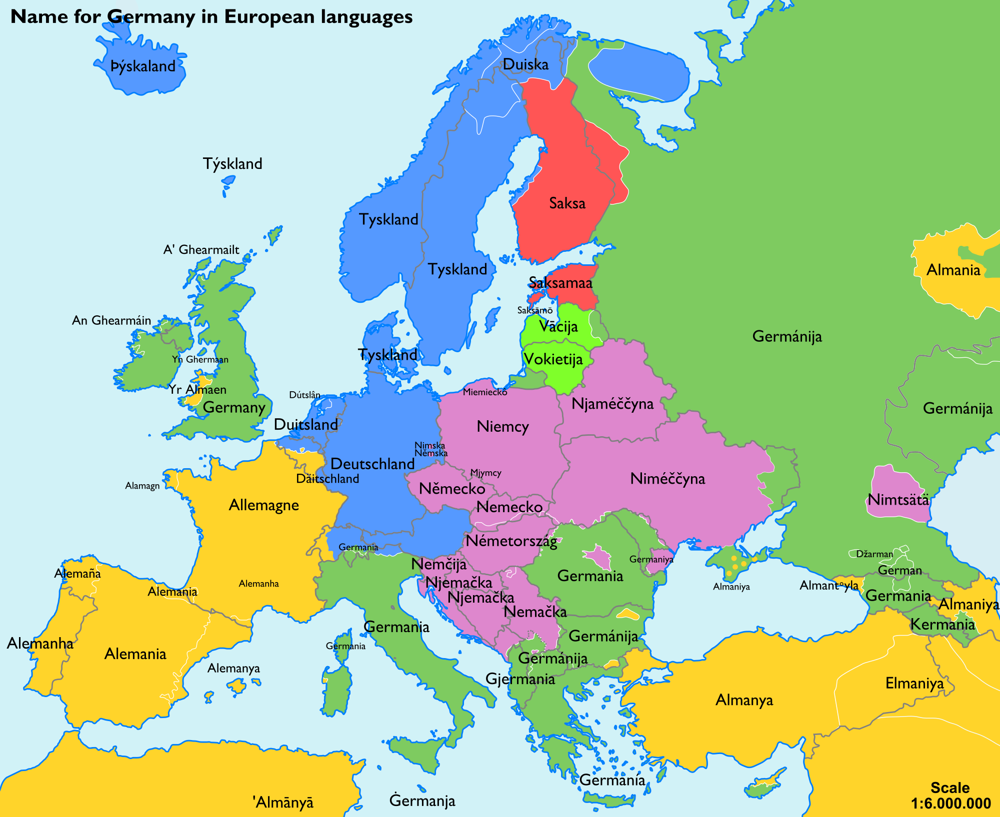 Name for Germany in European languages
Þýskaland
Duiska
Týskland
Saksa
Tyskland
A' Ghearmailt
Tyskland
Almania
Saksamaa
Saksāmō
An Ghearmáin
Vācija
Germánija
Tyskland
Yn Ghermaan
Vokietija
Yr Almaen
Dútslân
Miemieckô
Germany
Njaméččyna
Germánija
Duitsland
Niemcy
Nimska
Němska
Deutschland
Däitschland
Mjymcy
Niméččyna
Alamagn
Německo
Nimtsätä
Allemagne
Nemecko
Németország
Germania
Džarman
Germaniya
Nemčija
German
Alemaña
Germania
Njemačka
Alemanha
Almaniya
Almant°yla
Alemania
Njemačka
Germania
Almaniya
Nemačka
Kermania
Germania
Germánija
Alemanha
Germania
Alemania
Germánija
Alemanya
Gjermania
Elmaniya
Almanya
Germanía
'Almānyā
Ġermanja
Scale
1:6.000.000